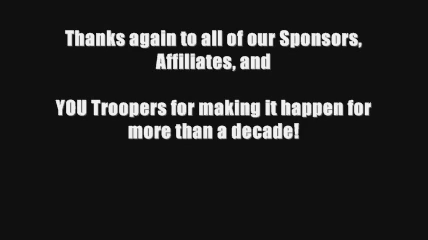 Thanks again to all of our Sponsors,
Affiliates, and
YOU Troopers for making it happen for
more than a decade!